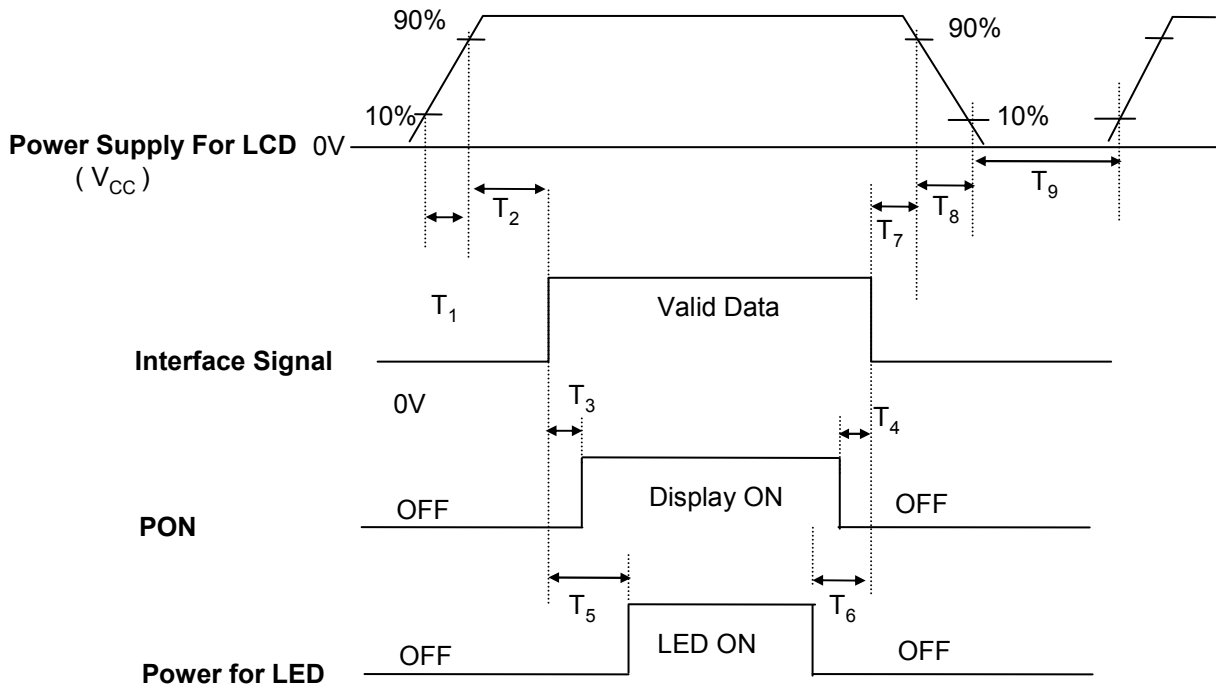 90%
90%
10%
10%
Power Supply For LCD 0V
( VCC )
T2
T7
T8
T9
T1
Valid Data
Interface Signal
0V
T3
T4
OFF
Display ON
OFF
PON
T5
T6
OFF
LED ON
OFF
Power for LED